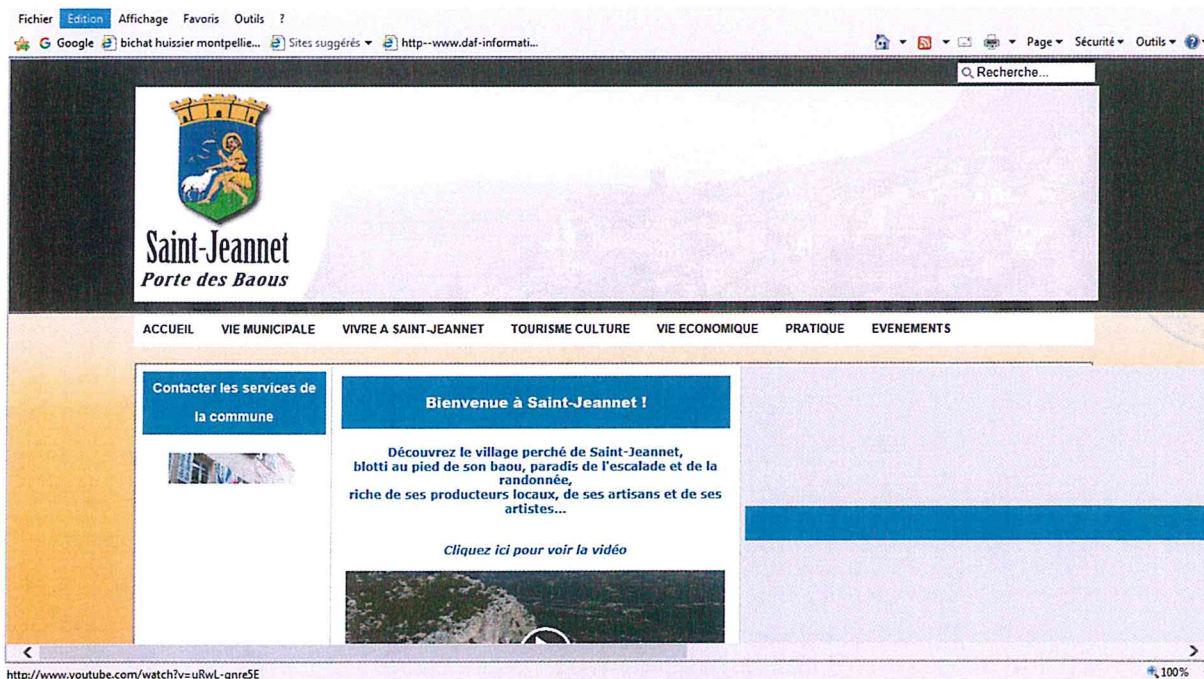 Fichier Edition Affichage Favoris Outils ?
Google bichat huissier montpellie... Sites suggérés http--www.daf-informati... Page Sécurité Outils
Recherche...
Saint-Jeannet
Porte des Baous
ACCUEIL VIE MUNICIPALE VIVRE A SAINT-JEANNET TOURISME CULTURE VIE ECONOMIQUE PRATIQUE EVENEMENTS
Contacter les services de
la commune
Bienvenue à Saint-Jeannet !
Découvrez le village perché de Saint-Jeannet,
blotti au pied de son baou, paradis de l'escalade et de la
randonnée,
riche de ses producteurs locaux, de ses artisans et de ses
artistes...
Cliquez ici pour voir la vidéo
http://www.youtube.com/watch?v=uRwL-gnre5E
100%